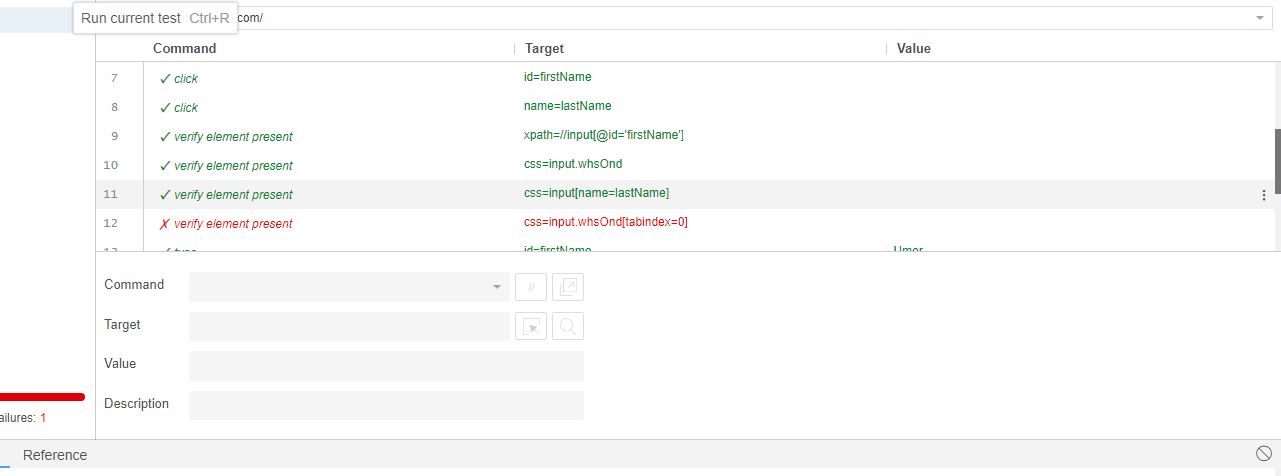 Run current test Ctrl+R com/
Command Target Value
7 ✓ click id=firstName
8 ✓ click name=lastName
9 ✓ verify element present xpath=//input[@id='firstName']
10 ✓ verify element present css=input.whsOnd
11 ✓ verify element present css=input[name=lastName]
12 ✗ verify element present css=input.whsOnd[tabindex=0]
13 ✓ type id=firstName Umer
Command //
Target
Value
Description
ailures: 1
Reference